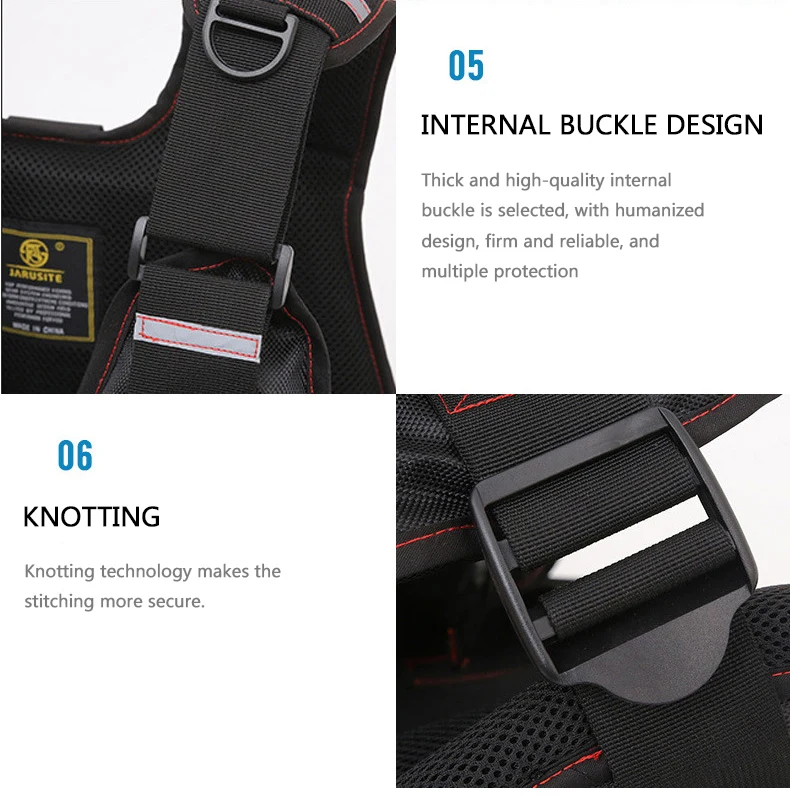 05
INTERNAL BUCKLE DESIGN
Thick and high-quality internal
buckle is selected, with humanized
design, firm and reliable, and
multiple protection
JARUSITE
MADE IN CHINA
06
KNOTTING
Knotting technology makes the
stitching more secure.